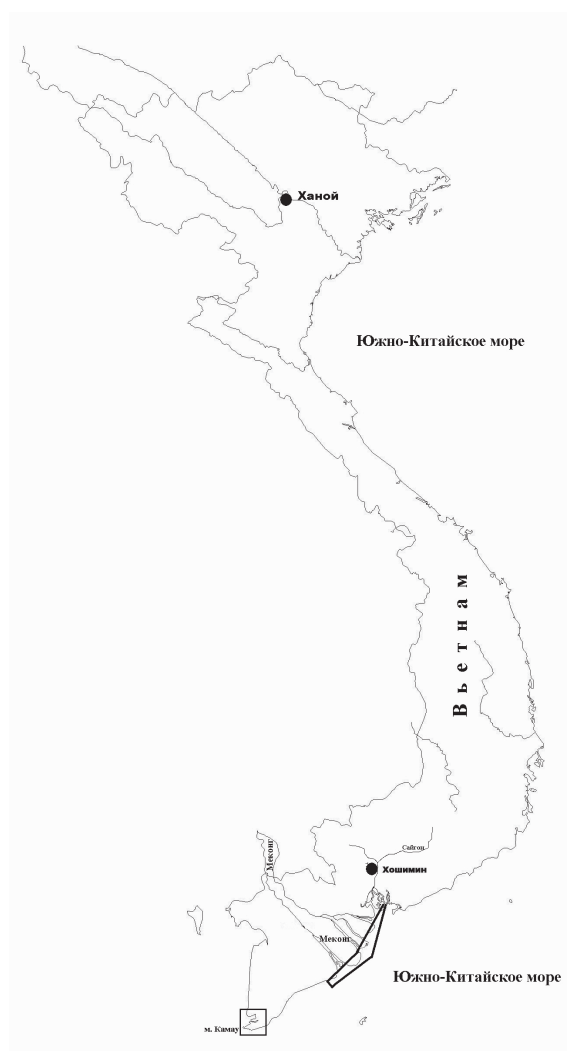 Ханой
Южно-Китайское море
Вьетнам
Сайгон
Меконг
Хошимин
Меконг
Южно-Китайское море
м. Камау